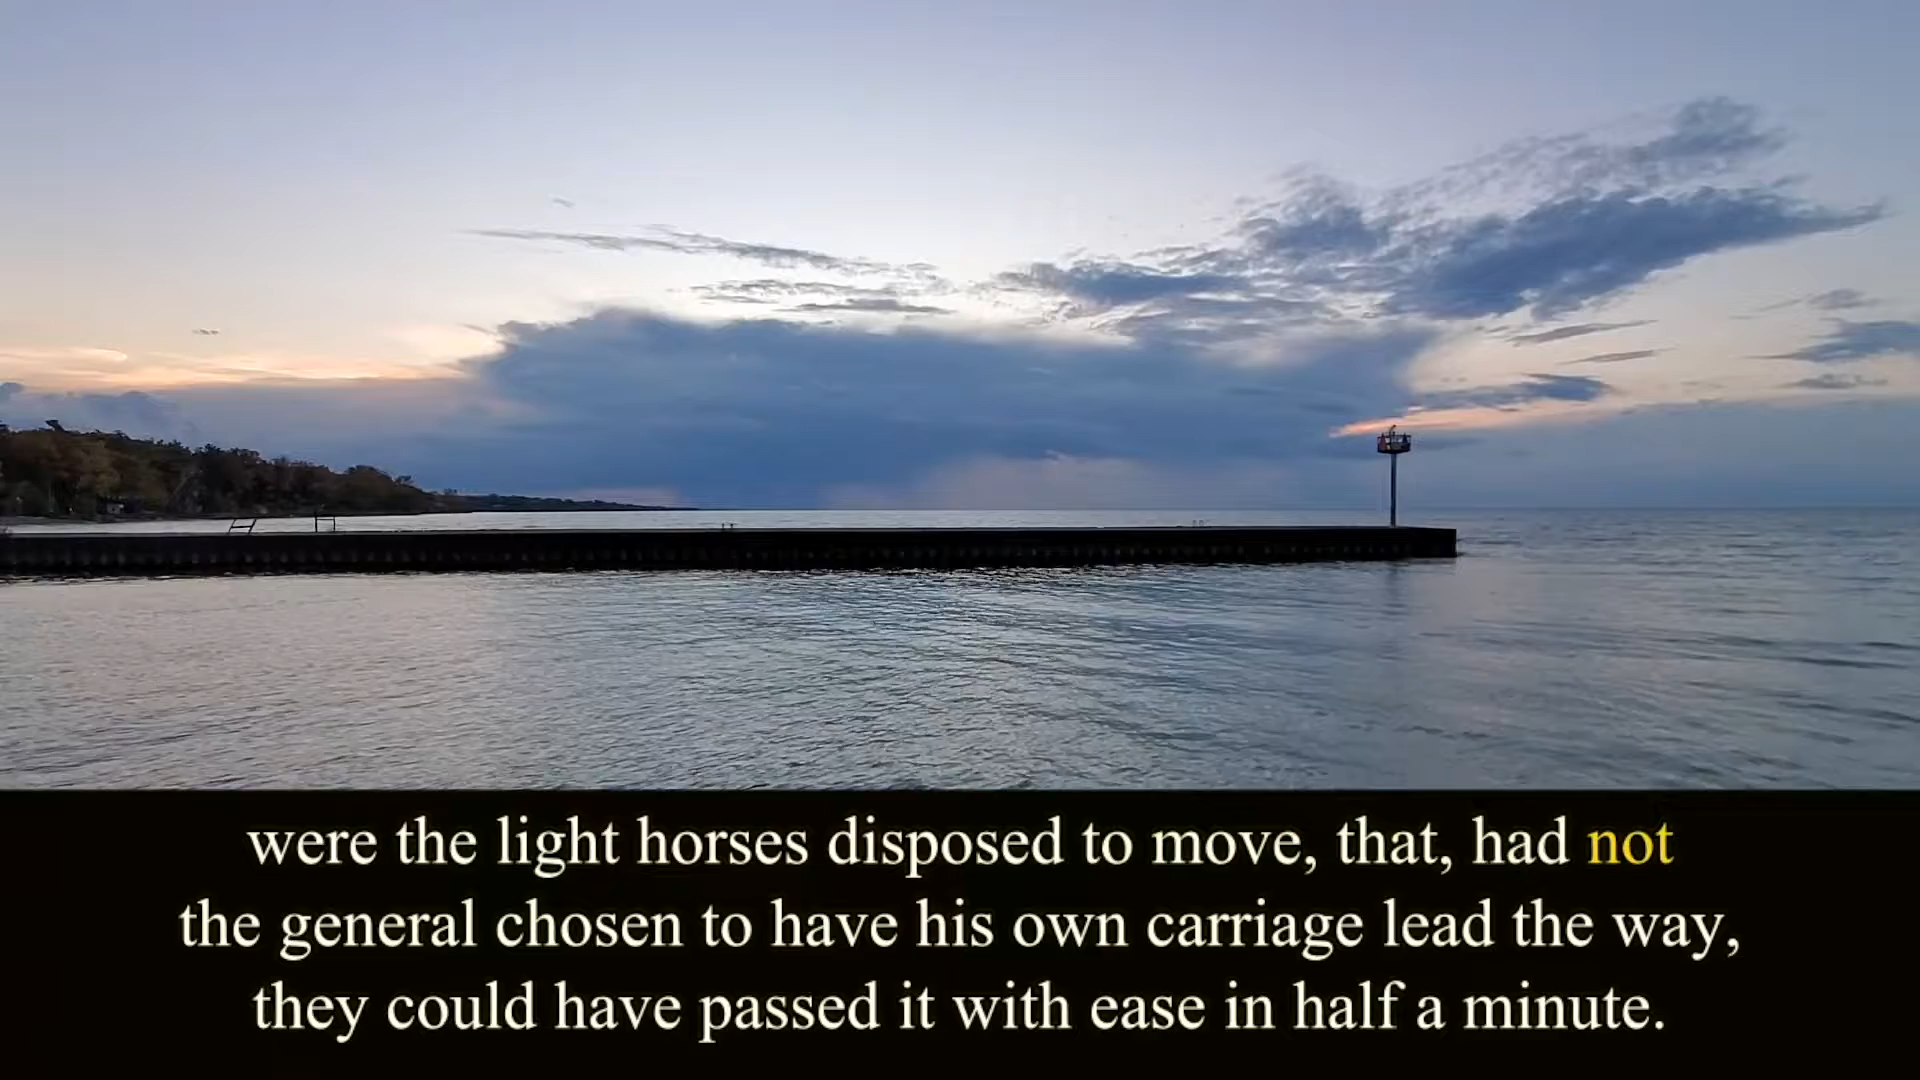 were the light horses disposed to move, that, had not
the general chosen to have his own carriage lead the way,
they could have passed it with ease in half a minute.